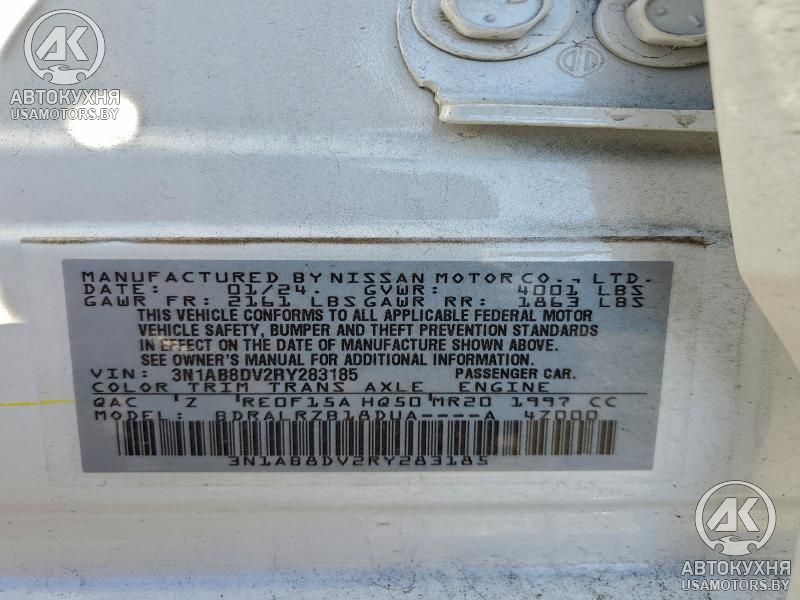 АК
АВТОКУХНЯ
USAMOTORS.BY
MANUFACTURED BY NISSAN MOTOR CO., LTD.
DATE: 01/24. GVWR: 4001 LBS
GAWR FR: 2161 LBS GAWR RR: 1863 LBS
THIS VEHICLE CONFORMS TO ALL APPLICABLE FEDERAL MOTOR
VEHICLE SAFETY, BUMPER AND THEFT PREVENTION STANDARDS
IN EFFECT ON THE DATE OF MANUFACTURE SHOWN ABOVE.
SEE OWNER'S MANUAL FOR ADDITIONAL INFORMATION.
VIN: 3N1AB8DV2RY283185 PASSENGER CAR.
COLOR TRIM TRANS AXLE ENGINE
QAC Z RE0F15A HQ50 MR20 1997 CC
MODEL: BDRALRZB18DUA----A 4Z000
3N1AB8DV2RY283185
АК
АВТОКУХНЯ
USAMOTORS.BY